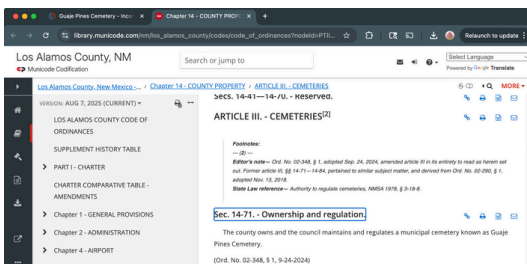 Guaje Pines Cemetery - Inco
Chapter 14 - COUNTY PROPE
library.municode.com/nm/los_alamos_county/codes/code_of_ordinances?nodeId=PTII...
Relaunch to update
Los Alamos County, NM
Municode Codification
Search or jump to
Select Language
Powered by Google Translate
Los Alamos County, New Mexico -... / Chapter 14 - COUNTY PROPERTY / ARTICLE III. - CEMETERIES
MORE
VERSION: AUG 7, 2025 (CURRENT)
LOS ALAMOS COUNTY CODE OF
ORDINANCES
SUPPLEMENT HISTORY TABLE
PART I - CHARTER
CHARTER COMPARATIVE TABLE -
AMENDMENTS
Chapter 1 - GENERAL PROVISIONS
Chapter 2 - ADMINISTRATION
Chapter 4 - AIRPORT
Secs. 14-41—14-70. - Reserved.
ARTICLE III. - CEMETERIES[2]
Footnotes:
--- (2) ---
Editor's note— Ord. No. 02-348, § 1, adopted Sep. 24, 2024, amended article III in its entirety to read as herein set
out. Former article III, §§ 14-71—14-84, pertained to similar subject matter, and derived from Ord. No. 02-290, § 1,
adopted Nov. 13, 2018.
State Law reference— Authority to regulate cemeteries, NMSA 1978, § 3-18-8.
Sec. 14-71. - Ownership and regulation.
The county owns and the council maintains and regulates a municipal cemetery known as Guaje
Pines Cemetery.
(Ord. No. 02-348, § 1, 9-24-2024)